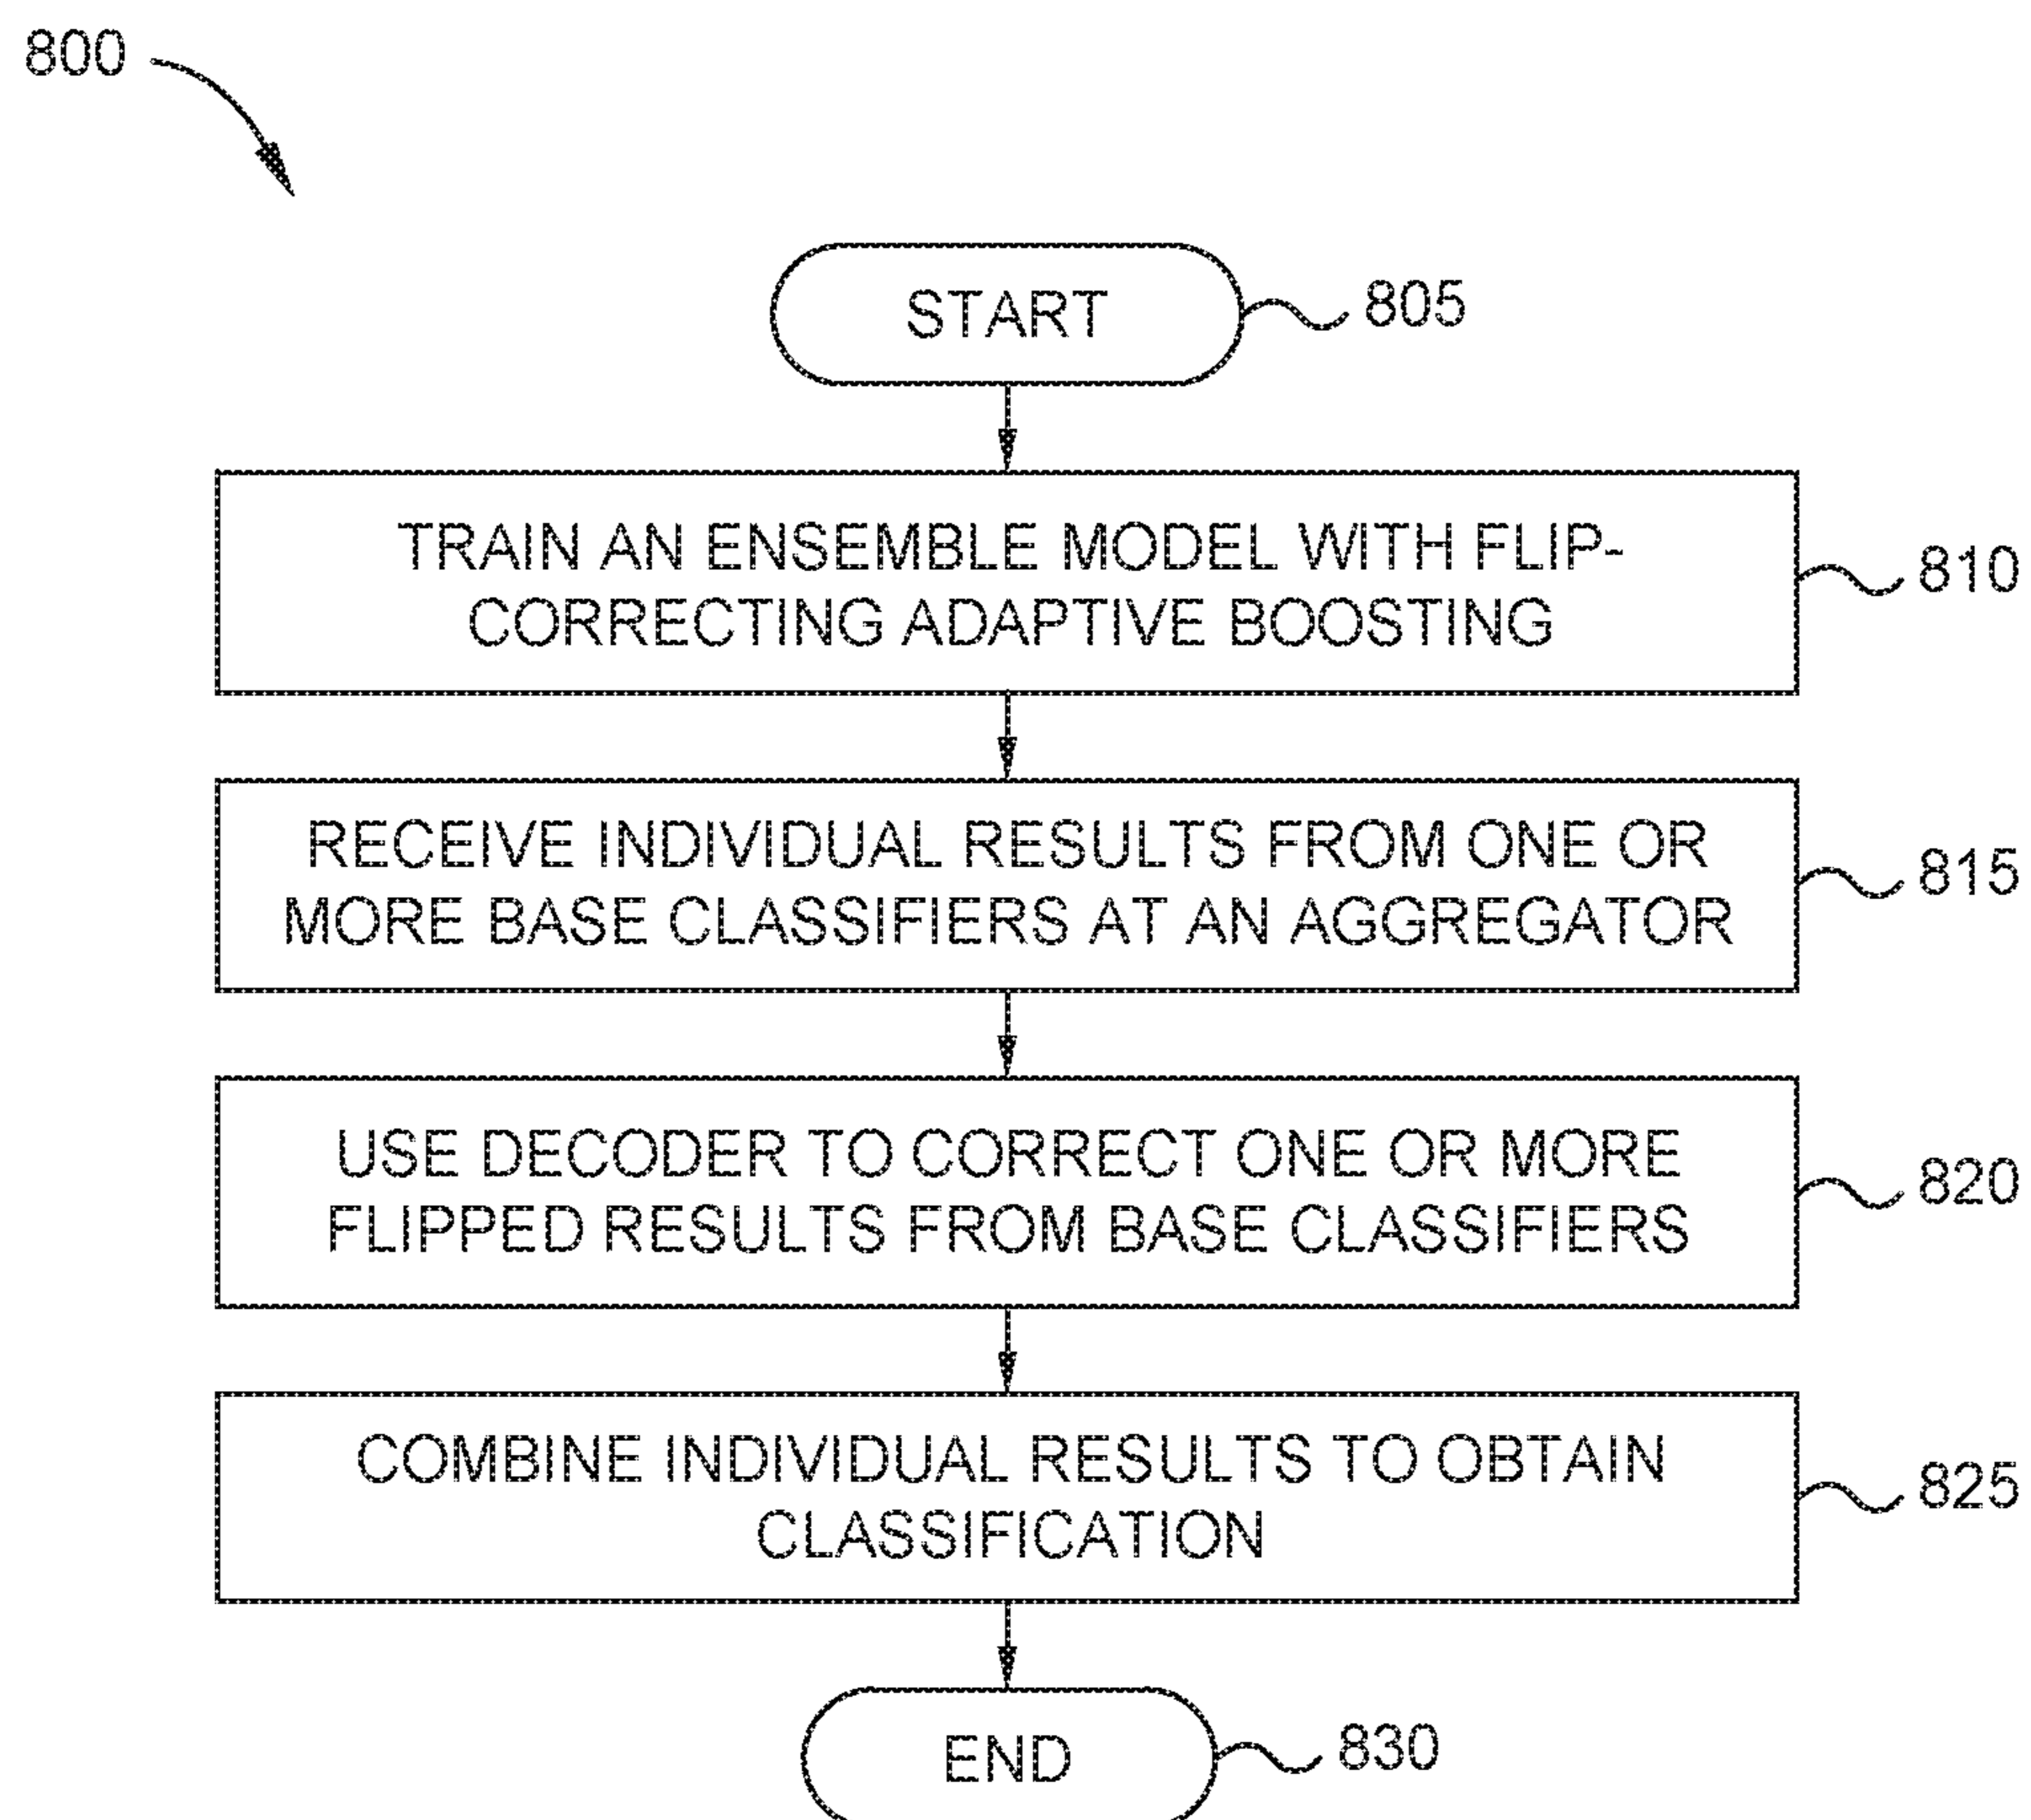 800
START
805
TRAIN AN ENSEMBLE MODEL WITH FLIP-
CORRECTING ADAPTIVE BOOSTING
810
RECEIVE INDIVIDUAL RESULTS FROM ONE OR
MORE BASE CLASSIFIERS AT AN AGGREGATOR
815
USE DECODER TO CORRECT ONE OR MORE
FLIPPED RESULTS FROM BASE CLASSIFIERS
820
COMBINE INDIVIDUAL RESULTS TO OBTAIN
CLASSIFICATION
825
END
830